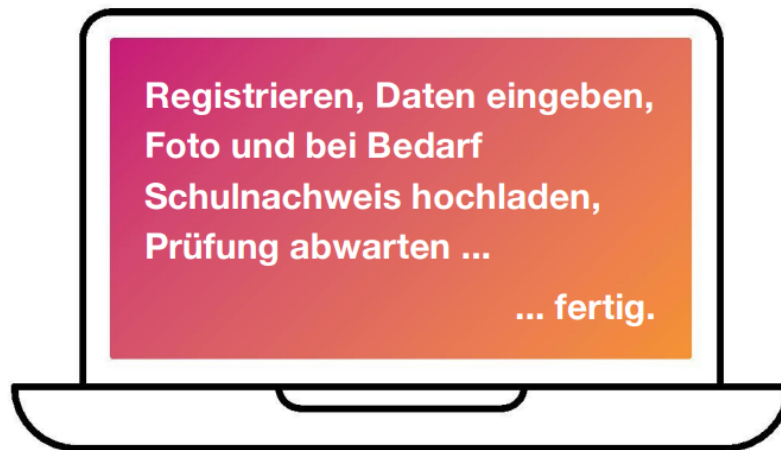 Registrieren, Daten eingeben,
Foto und bei Bedarf
Schulnachweis hochladen,
Prüfung abwarten ...
... fertig.